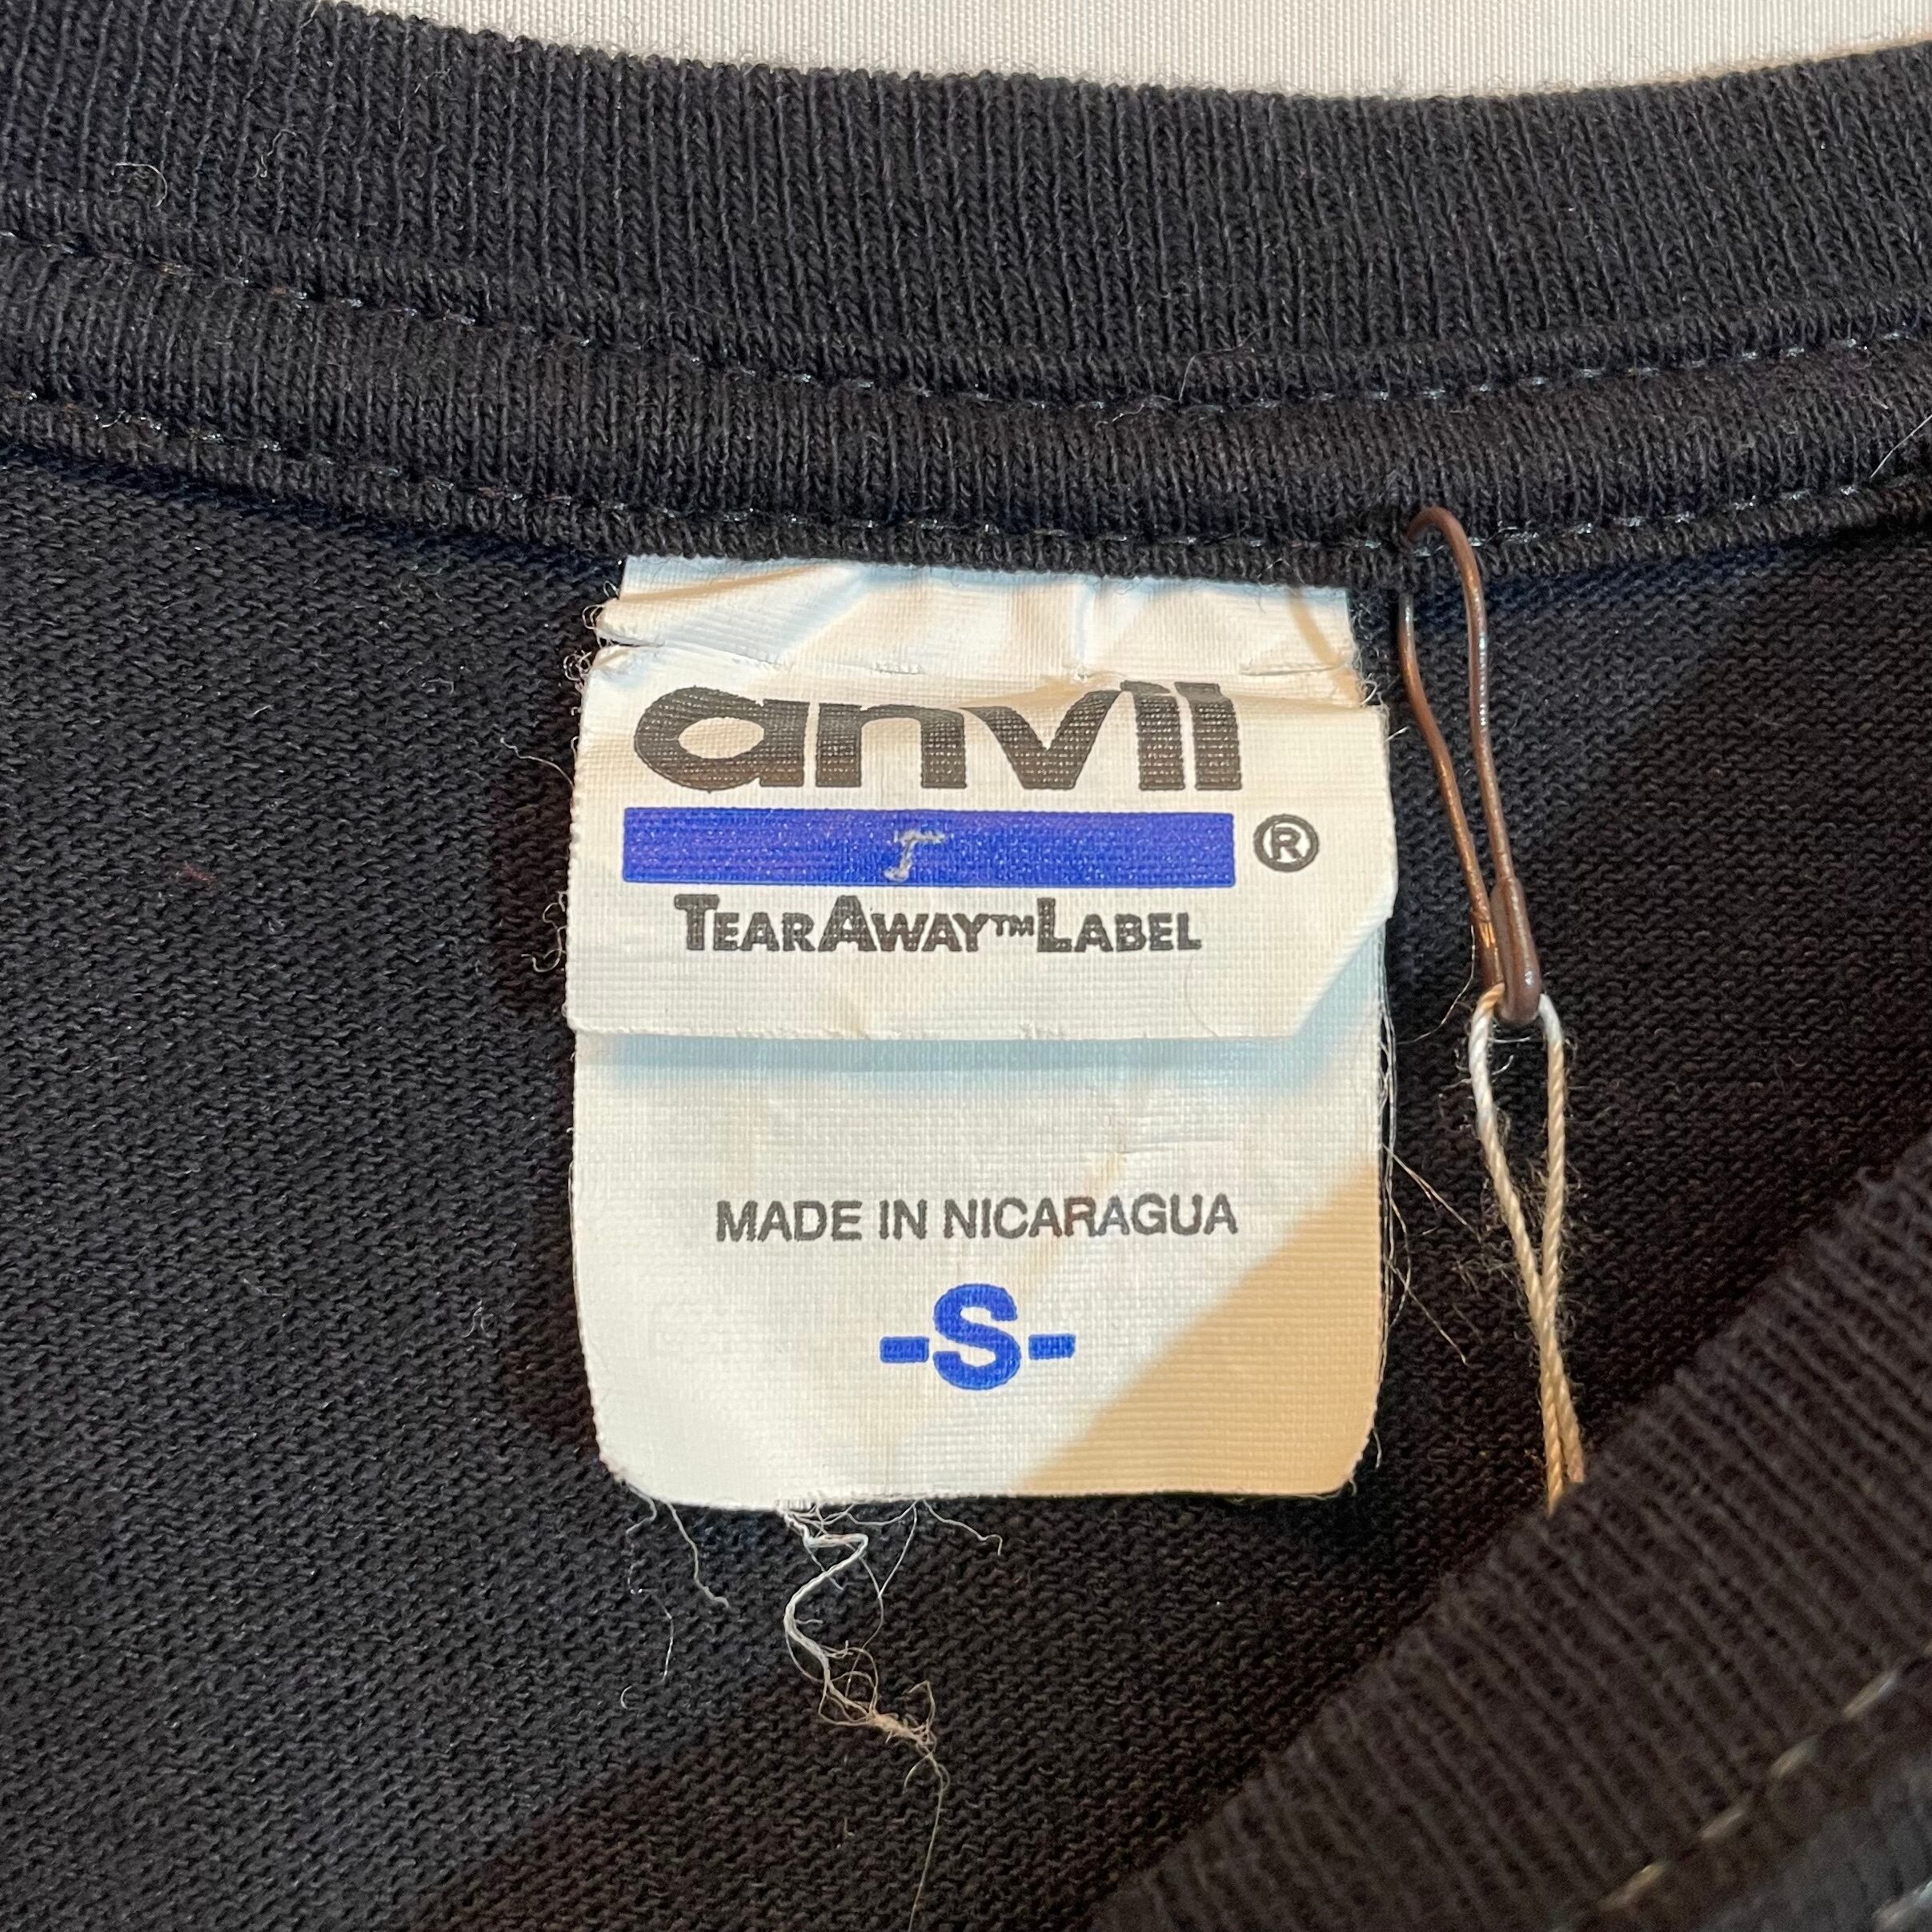 anvil
®
TEARAWAY™LABEL
MADE IN NICARAGUA
-S-